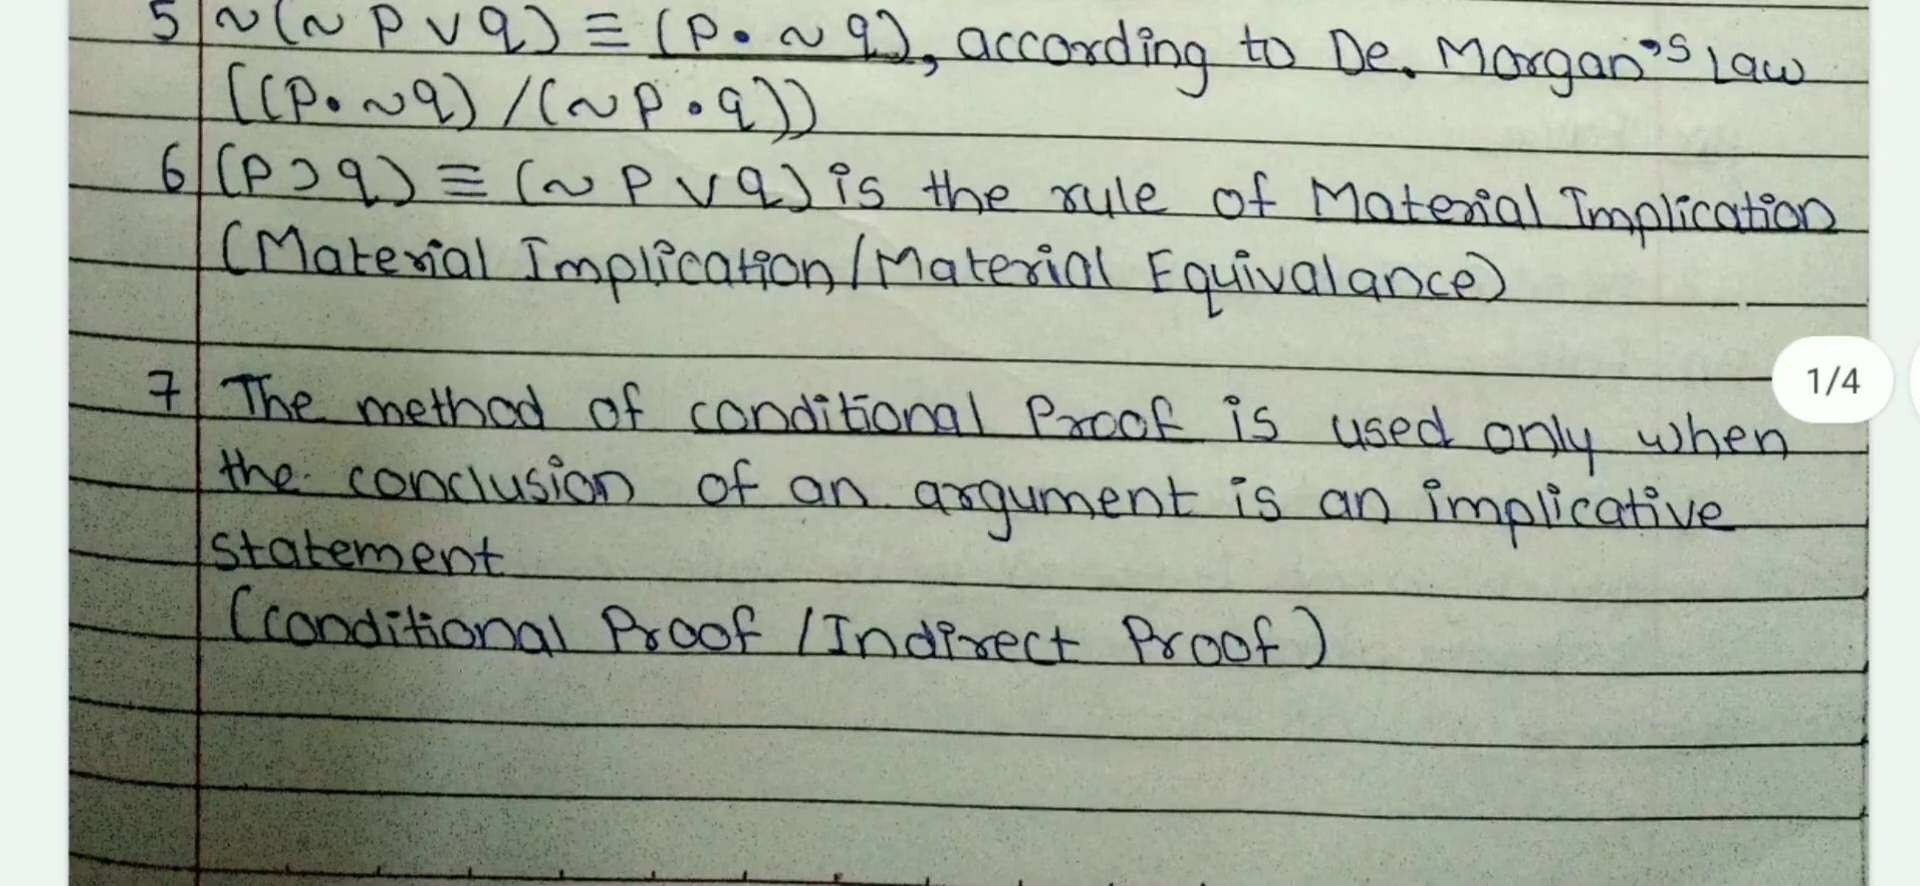 5 ~(~ P ∨ q) ≡ (P • ~ q), according to De. Morgan's Law
[(P • ~q) / (~P • q))
6 (P ⊃ q) ≡ (~ P ∨ q) is the rule of Material Implication
(Material Implication / Material Equivalance)
1/4
7 The method of conditional Proof is used only when
the conclusion of an argument is an implicative
statement
(conditional Proof / Indirect Proof)